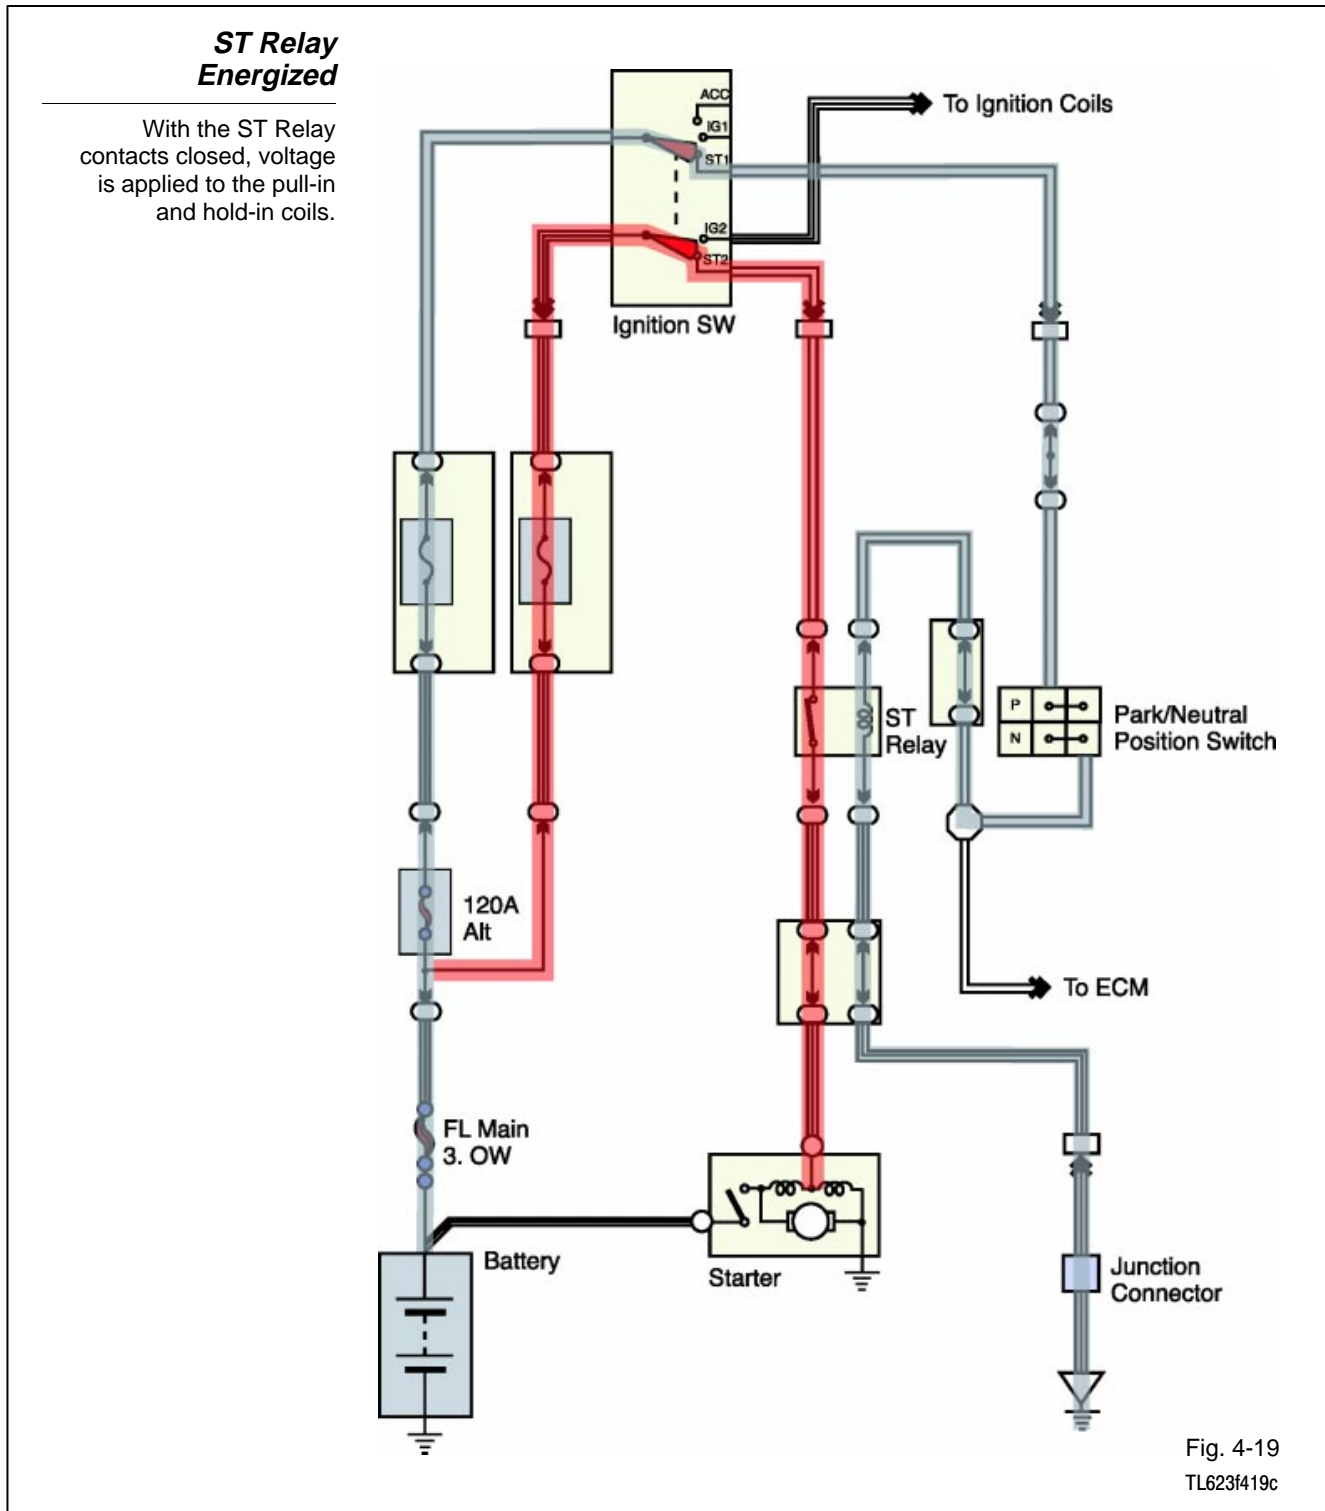 ST Relay
Energized
With the ST Relay
contacts closed, voltage
is applied to the pull-in
and hold-in coils.
ACC
IG1
ST1
IG2
ST2
To Ignition Coils
Ignition SW
ST
Relay
P
N
Park/Neutral
Position Switch
120A
Alt
To ECM
FL Main
3. OW
Battery
Starter
Junction
Connector
Fig. 4-19
TL623f419c